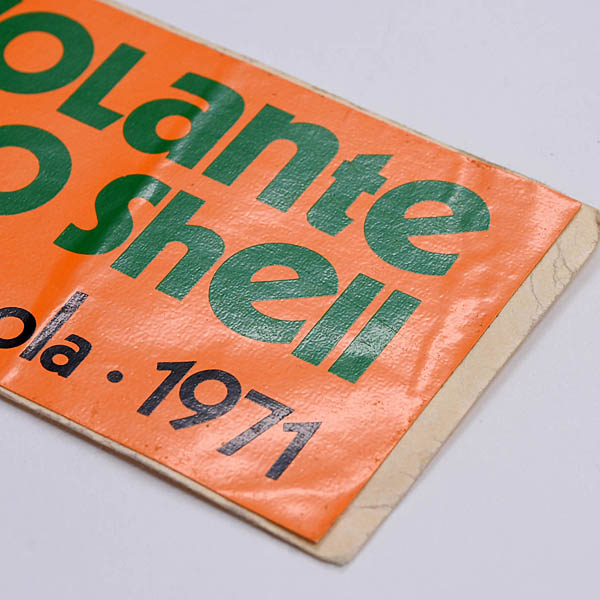 olante
o Shell
ola · 1971